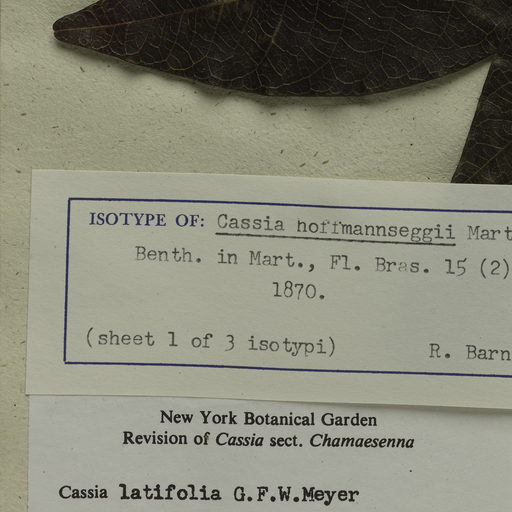 ISOTYPE OF: Cassia hoffmannseggii Mart
Benth. in Mart., Fl. Bras. 15 (2)
1870.
(sheet 1 of 3 isotypi) R. Barn
New York Botanical Garden
Revision of Cassia sect. Chamaesenna
Cassia latifolia G.F.W.Meyer